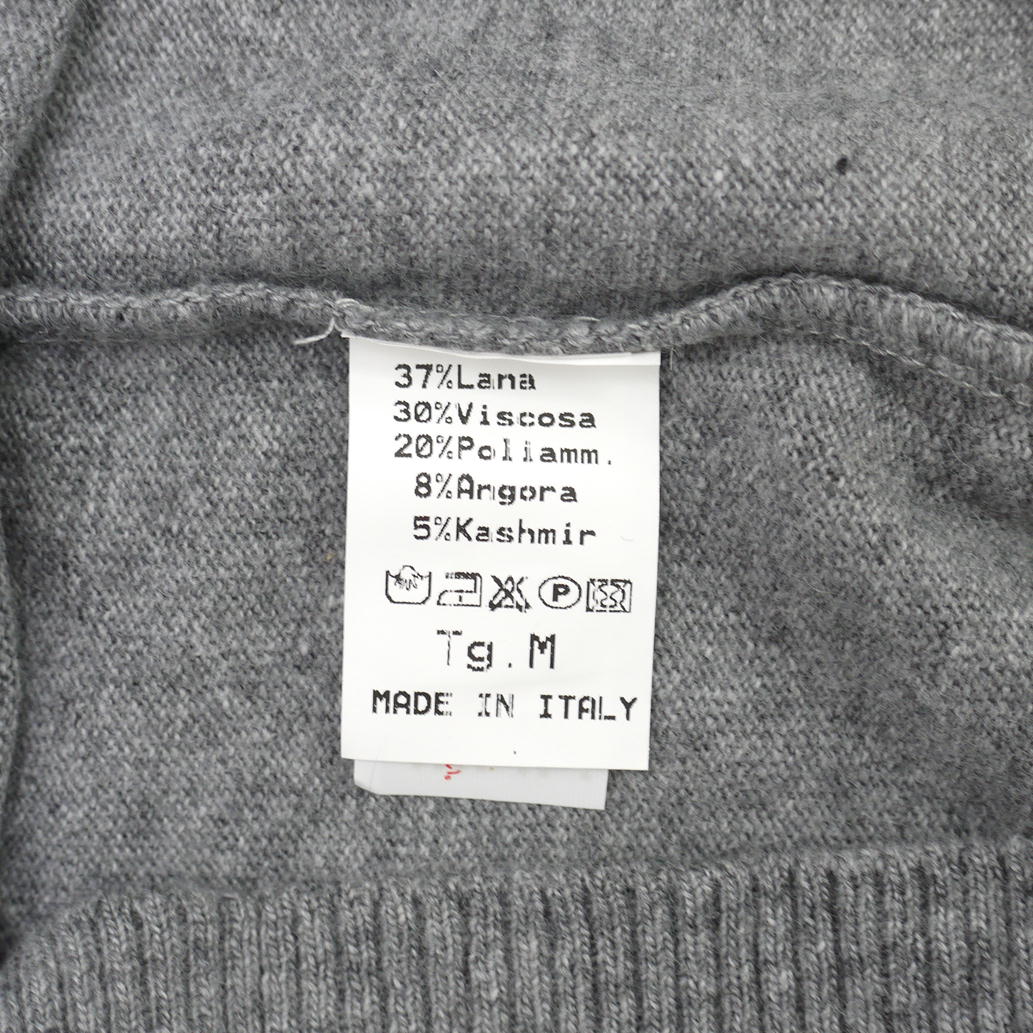 37%Lana
30%Viscosa
20%Poliamm.
8%Angora
5%Kashmir
P
Tg.M
MADE IN ITALY